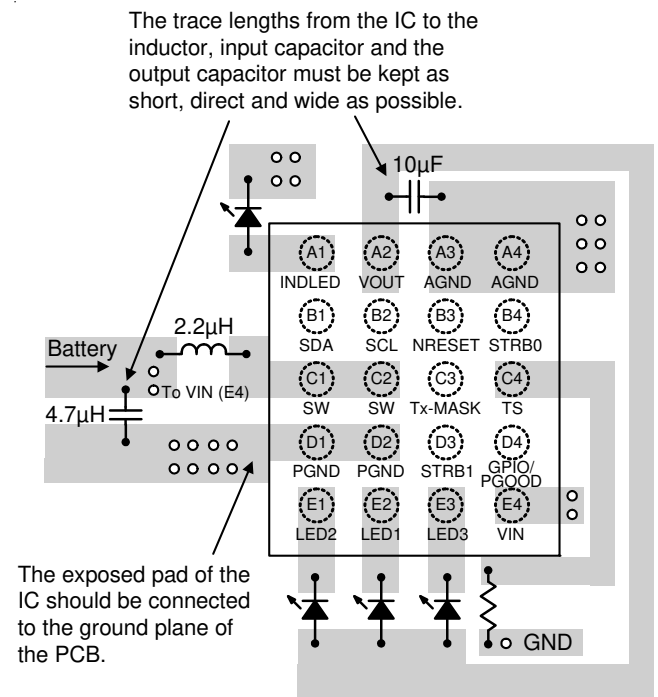 The trace lengths from the IC to the
inductor, input capacitor and the
output capacitor must be kept as
short, direct and wide as possible.
10µF
A1 A2 A3 A4
INDLED VOUT AGND AGND
B1 B2 B3 B4
2.2µH
SDA SCL NRESET STRB0
Battery
C1 C2 C3 C4
To VIN (E4)
SW SW Tx-MASK TS
4.7µH
D1 D2 D3 D4
PGND PGND STRB1 GPIO/
PGOOD
E1 E2 E3 E4
LED2 LED1 LED3 VIN
The exposed pad of the
IC should be connected
to the ground plane of
the PCB.
GND